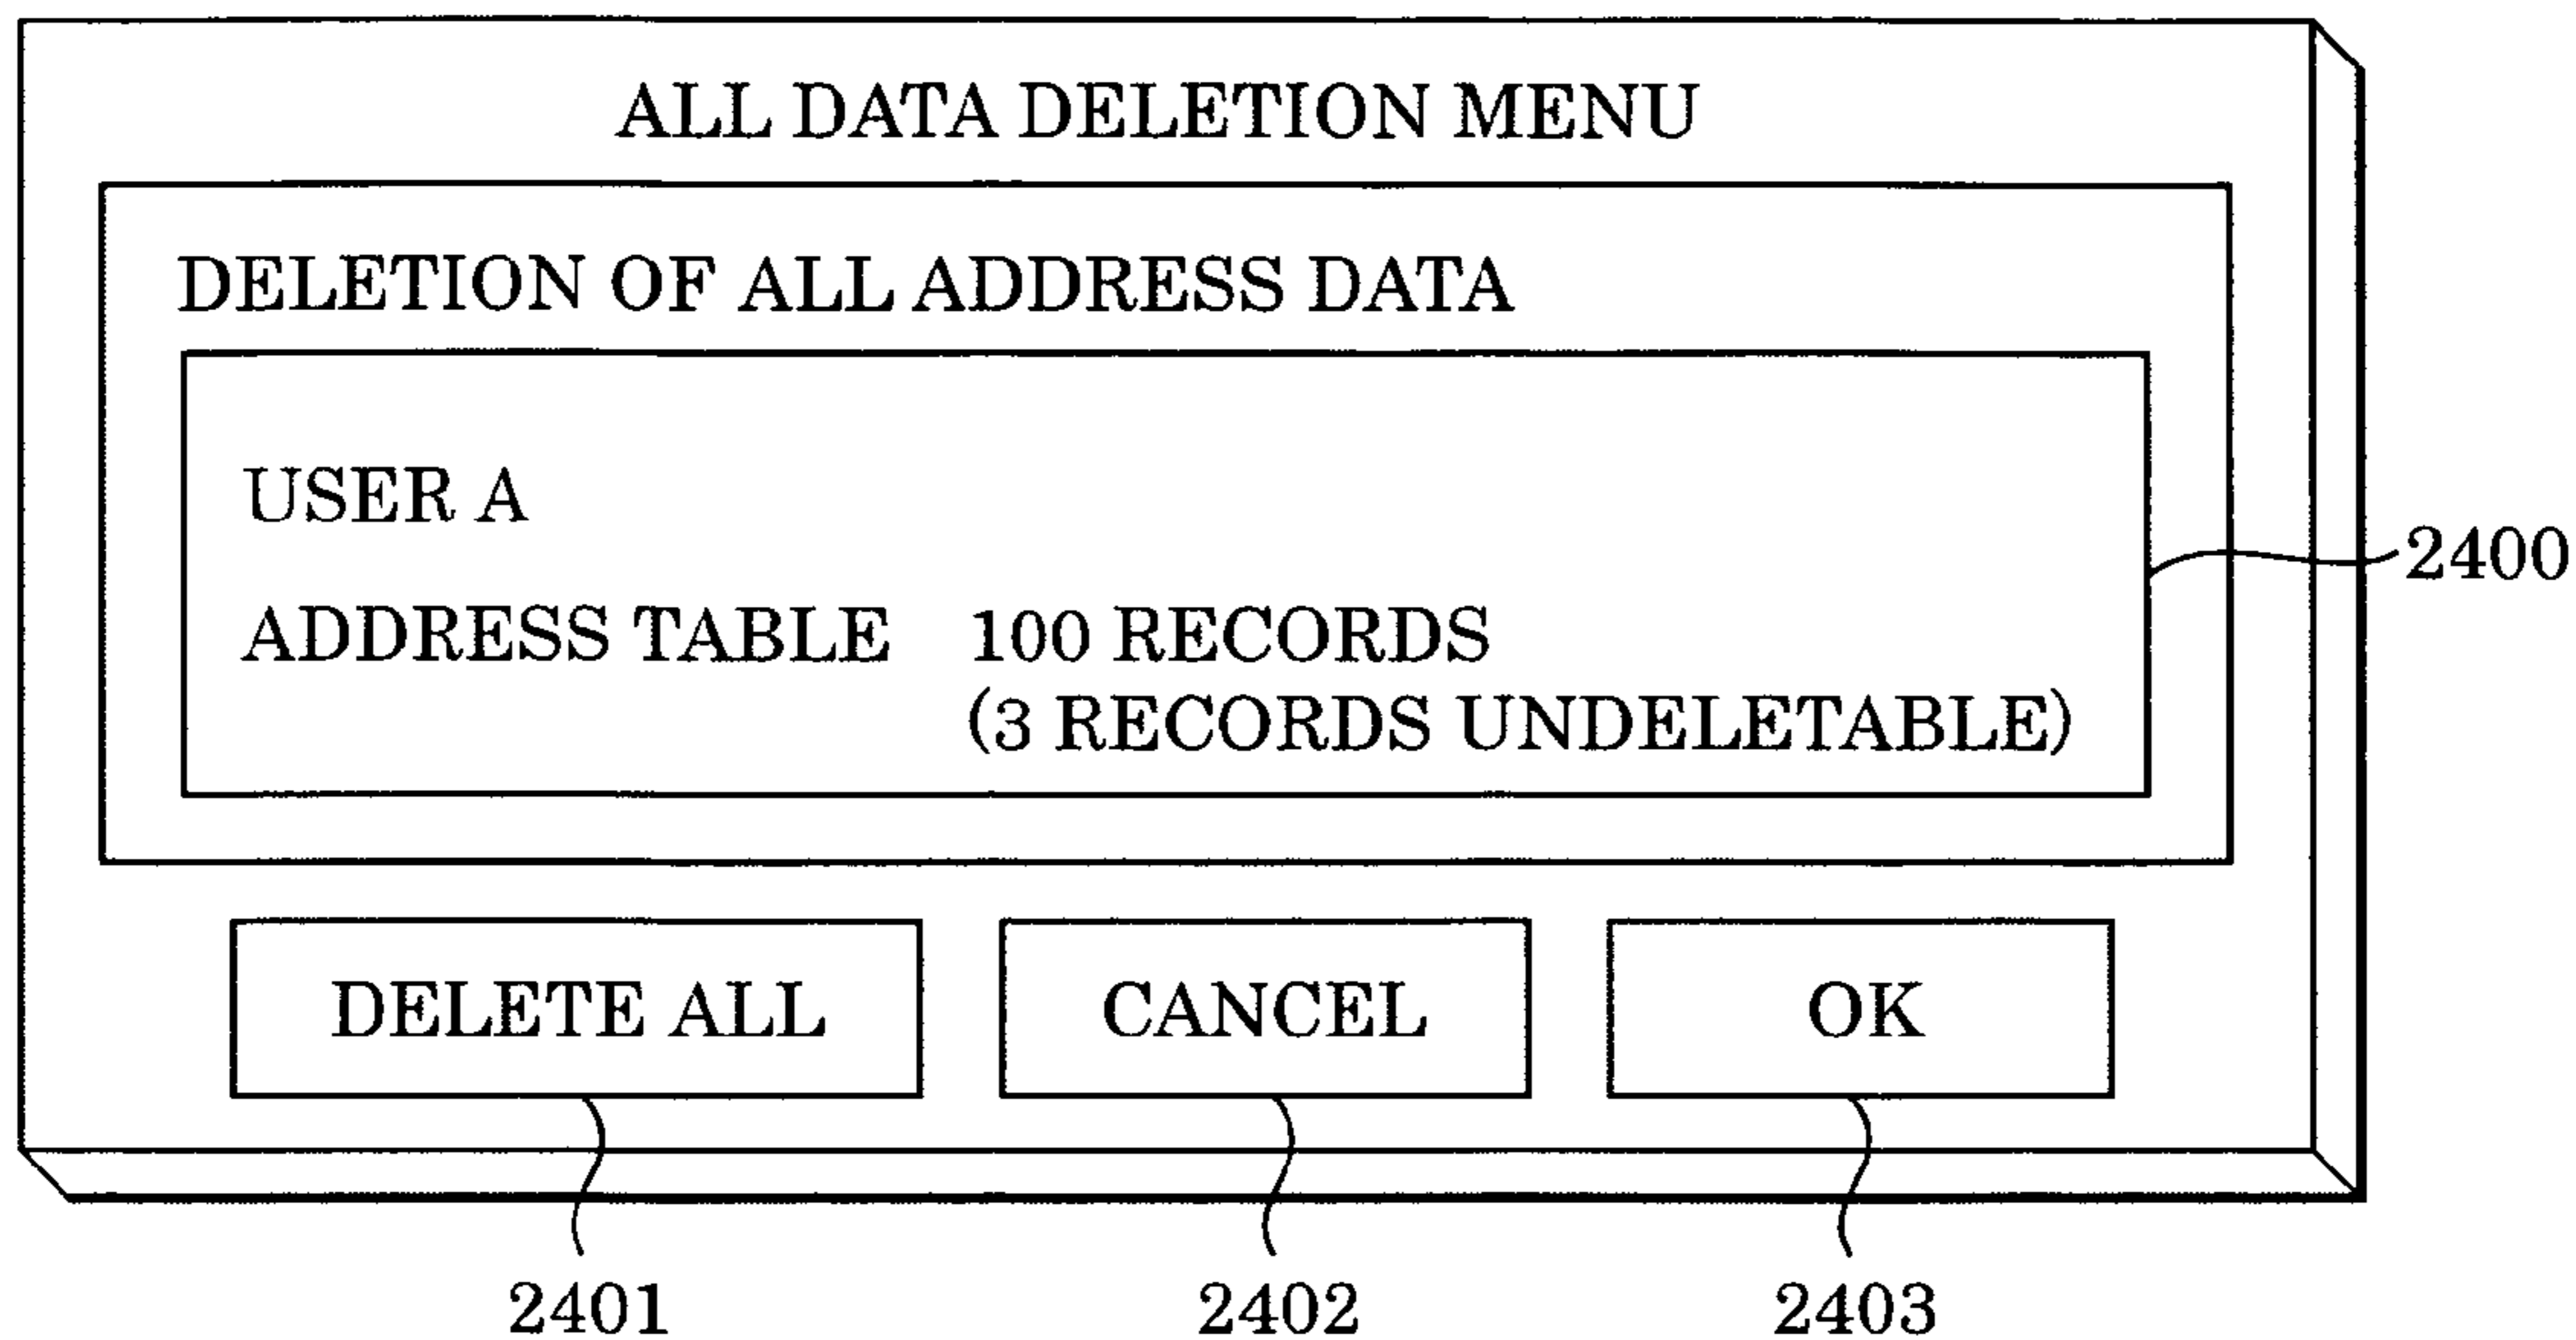 ALL DATA DELETION MENU
DELETION OF ALL ADDRESS DATA
USER A
2400
ADDRESS TABLE 100 RECORDS
(3 RECORDS UNDELETABLE)
DELETE ALL CANCEL OK
2401 2402 2403